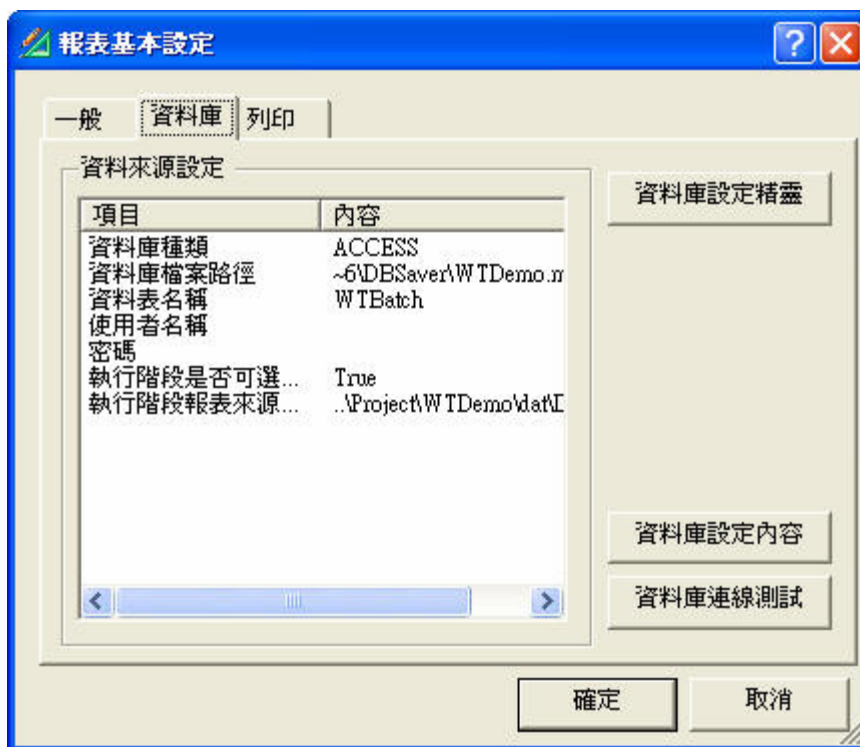 報表基本設定
一般 資料庫 列印
資料來源設定
項目 內容
資料庫種類 ACCESS
資料庫檔案路徑 ~6\DBSaver\WTDemo.m
資料表名稱 WTBatch
使用者名稱
密碼
執行階段是否可選... True
執行階段報表來源... ..\Project\WTDemo\dat\D
資料庫設定精靈
資料庫設定內容
資料庫連線測試
確定 取消